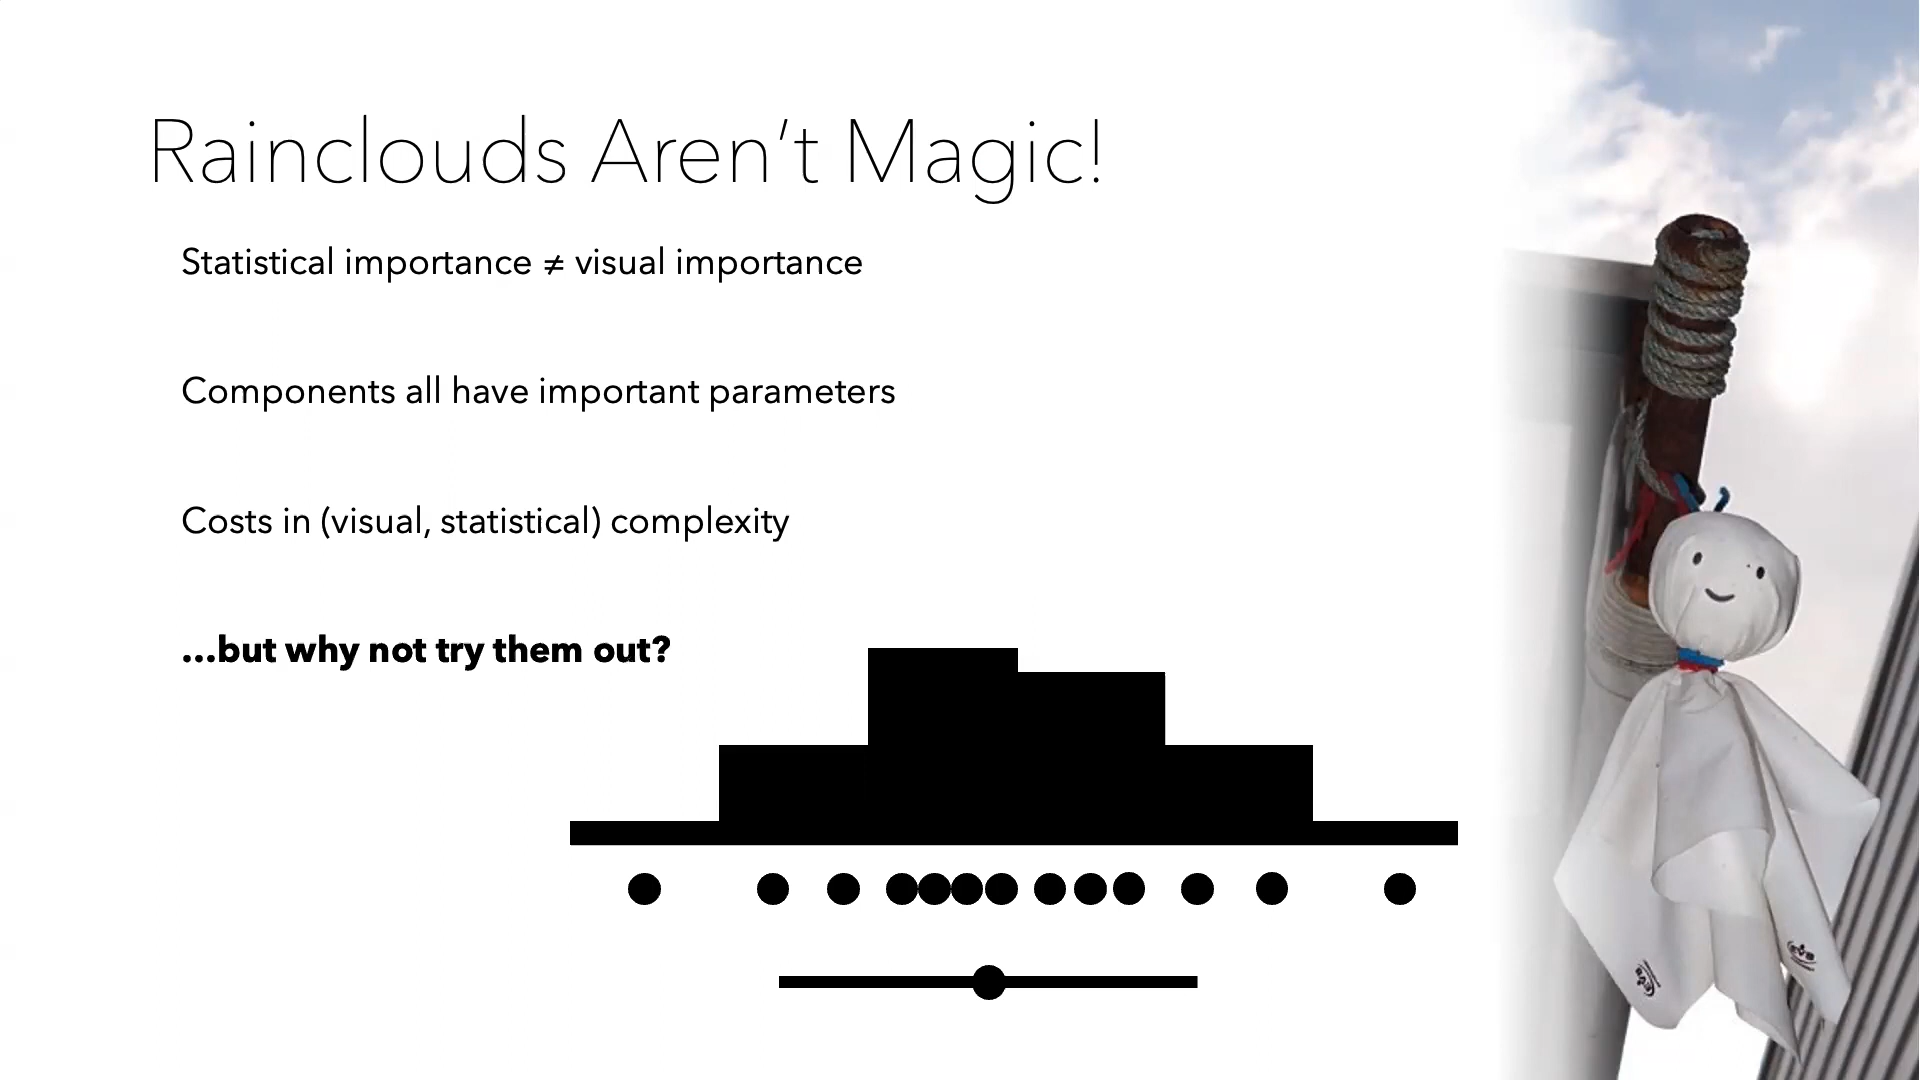 Rainclouds Aren’t Magic!
Statistical importance ≠ visual importance
Components all have important parameters
Costs in (visual, statistical) complexity
…but why not try them out?